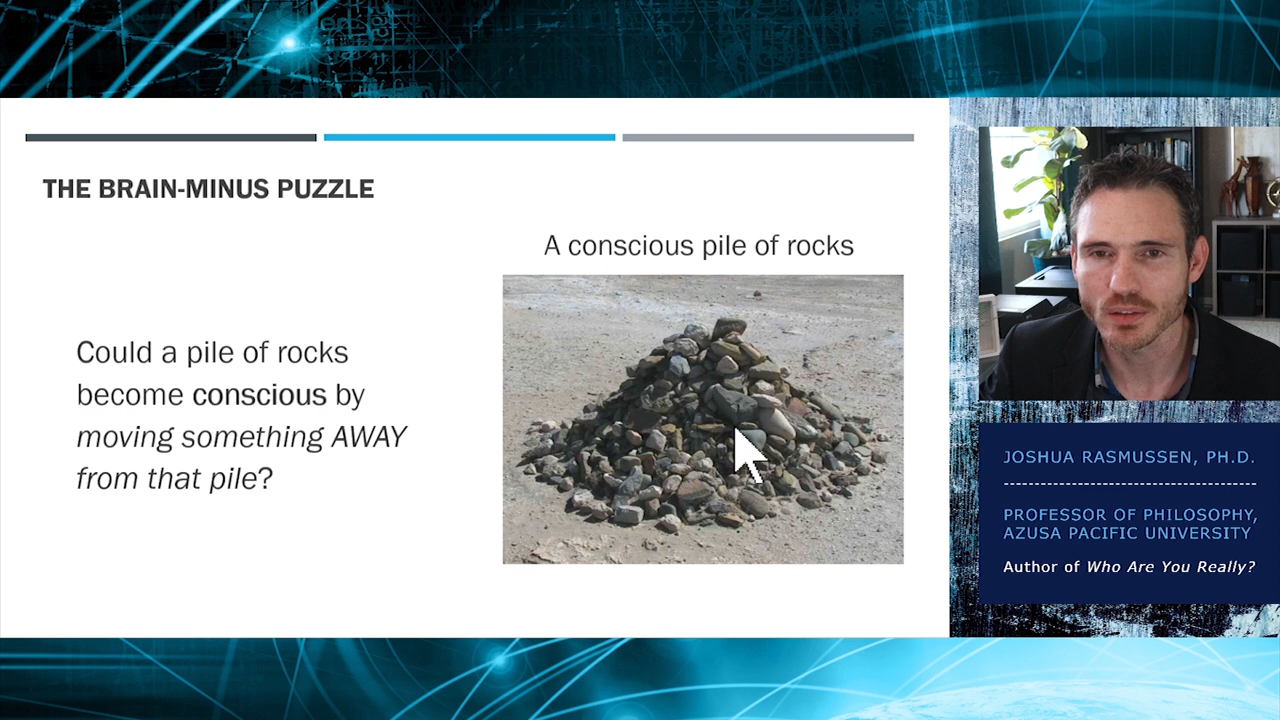 THE BRAIN-MINUS PUZZLE
A conscious pile of rocks
Could a pile of rocks
become conscious by
moving something AWAY
from that pile?
JOSHUA RASMUSSEN, PH.D.
----------------------------------------
PROFESSOR OF PHILOSOPHY,
AZUSA PACIFIC UNIVERSITY
Author of Who Are You Really?